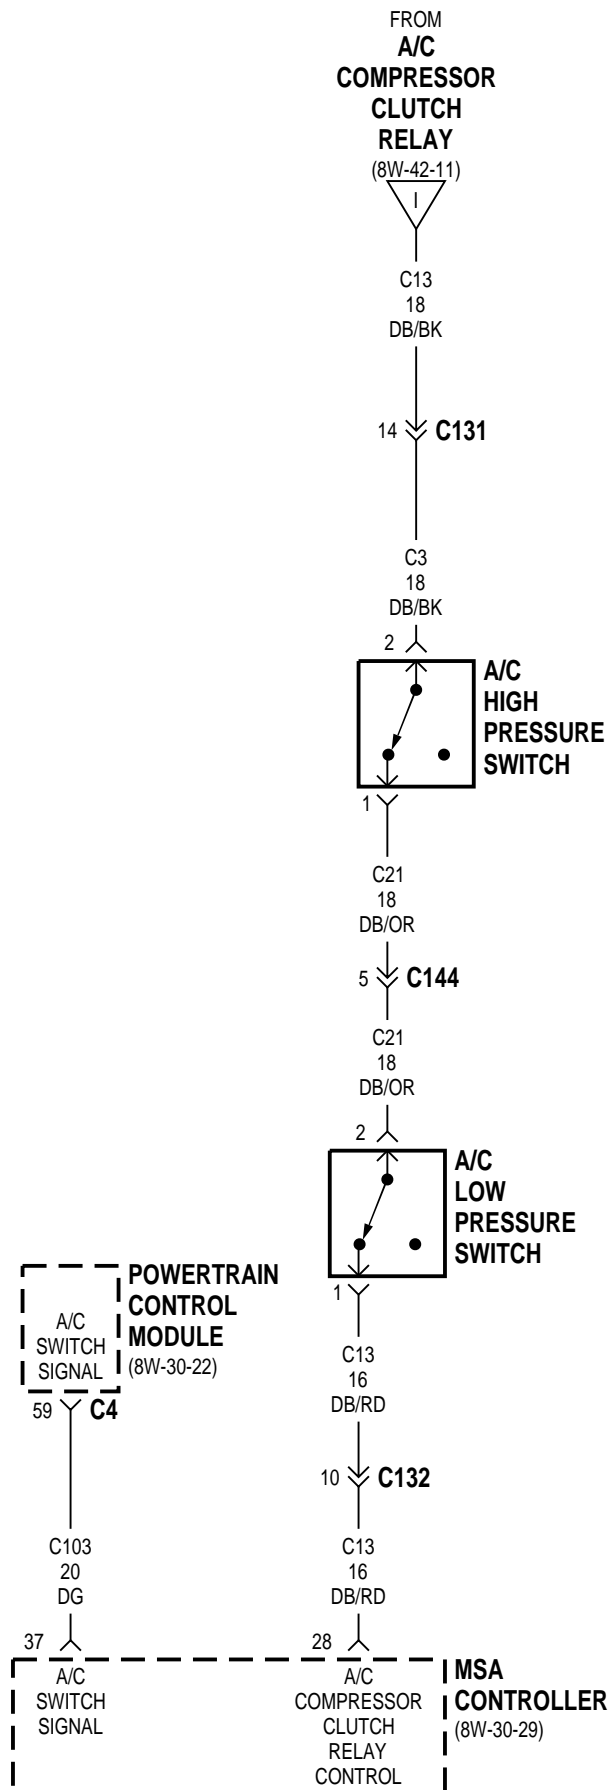 FROM
A/C
COMPRESSOR
CLUTCH
RELAY
(8W-42-11)
I
C13
18
DB/BK
14 C131
C3
18
DB/BK
2
A/C
HIGH
PRESSURE
SWITCH
1
C21
18
DB/OR
5 C144
C21
18
DB/OR
2
A/C
LOW
PRESSURE
SWITCH
1
POWERTRAIN
CONTROL
MODULE
(8W-30-22)
A/C
SWITCH
SIGNAL
59 C4
C13
16
DB/RD
10 C132
C103
20
DG
C13
16
DB/RD
37
28
A/C
SWITCH
SIGNAL
A/C
COMPRESSOR
CLUTCH
RELAY
CONTROL
MSA
CONTROLLER
(8W-30-29)